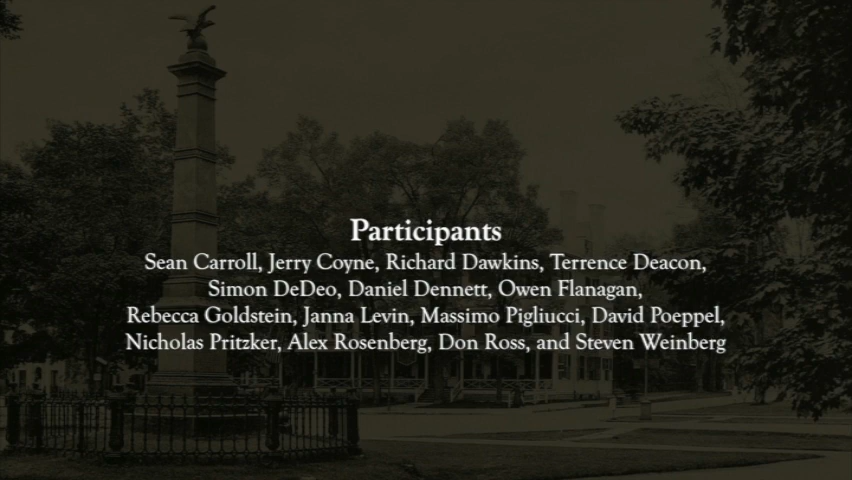 Participants
Sean Carroll, Jerry Coyne, Richard Dawkins, Terrence Deacon,
Simon DeDeo, Daniel Dennett, Owen Flanagan,
Rebecca Goldstein, Janna Levin, Massimo Pigliucci, David Poeppel,
Nicholas Pritzker, Alex Rosenberg, Don Ross, and Steven Weinberg